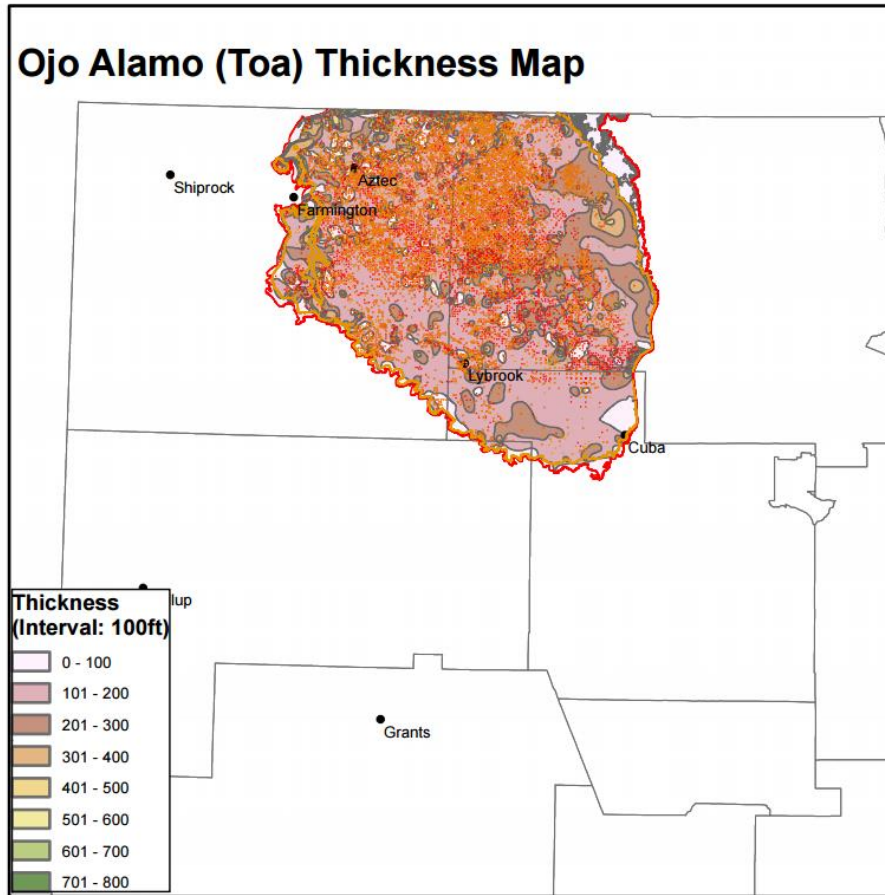 Ojo Alamo (Toa) Thickness Map
Shiprock
Aztec
Farmington
Lybrook
Cuba
lup
Thickness
(Interval: 100ft)
0 - 100
101 - 200
201 - 300
301 - 400
401 - 500
501 - 600
601 - 700
701 - 800
Grants